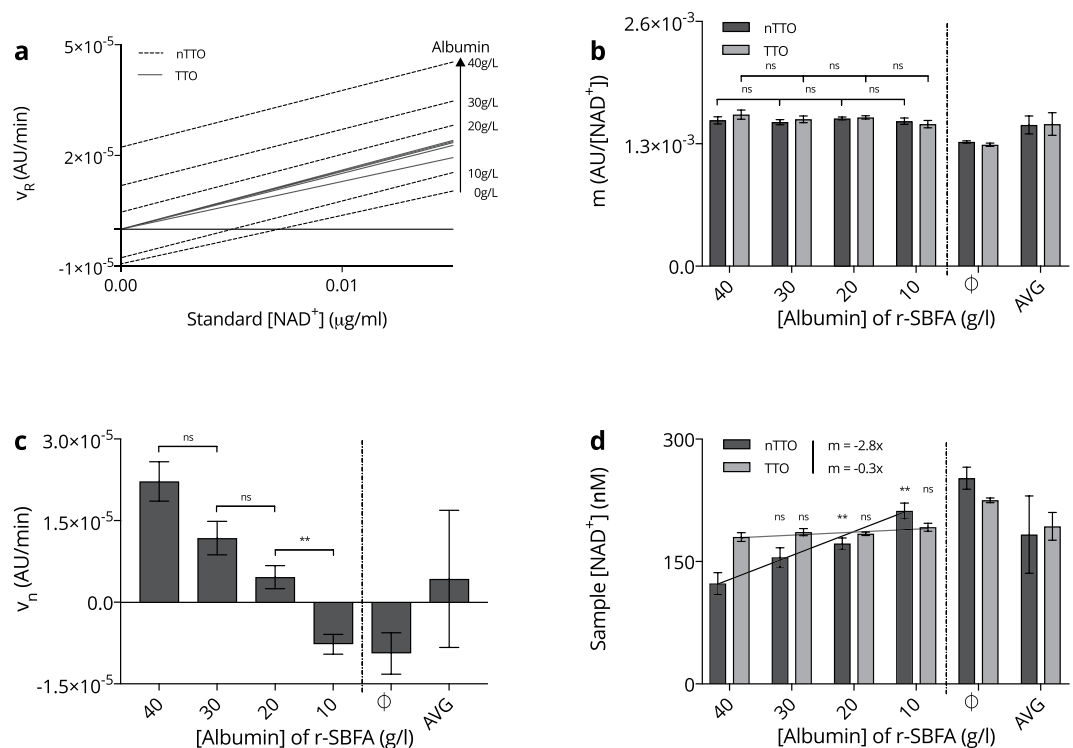 a
5×10⁻⁵
2×10⁻⁵
-1×10⁻⁵
v_R (AU/min)
nTTO
TTO
Albumin
40g/L
30g/L
20g/L
10g/L
0g/L
0.00
0.01
Standard [NAD⁺] (μg/ml)
b
2.6×10⁻³
1.3×10⁻³
0.0
m (AU/[NAD⁺])
nTTO
TTO
ns
ns
ns
ns
ns
ns
40
30
20
10
∅
AVG
[Albumin] of r-SBFA (g/l)
c
3.0×10⁻⁵
1.5×10⁻⁵
0.0
-1.5×10⁻⁵
v_n (AU/min)
ns
ns
**
40
30
20
10
∅
AVG
[Albumin] of r-SBFA (g/l)
d
300
150
0
Sample [NAD⁺] (nM)
nTTO
TTO
m = -2.8x
m = -0.3x
ns
ns
**
ns
**
ns
40
30
20
10
∅
AVG
[Albumin] of r-SBFA (g/l)